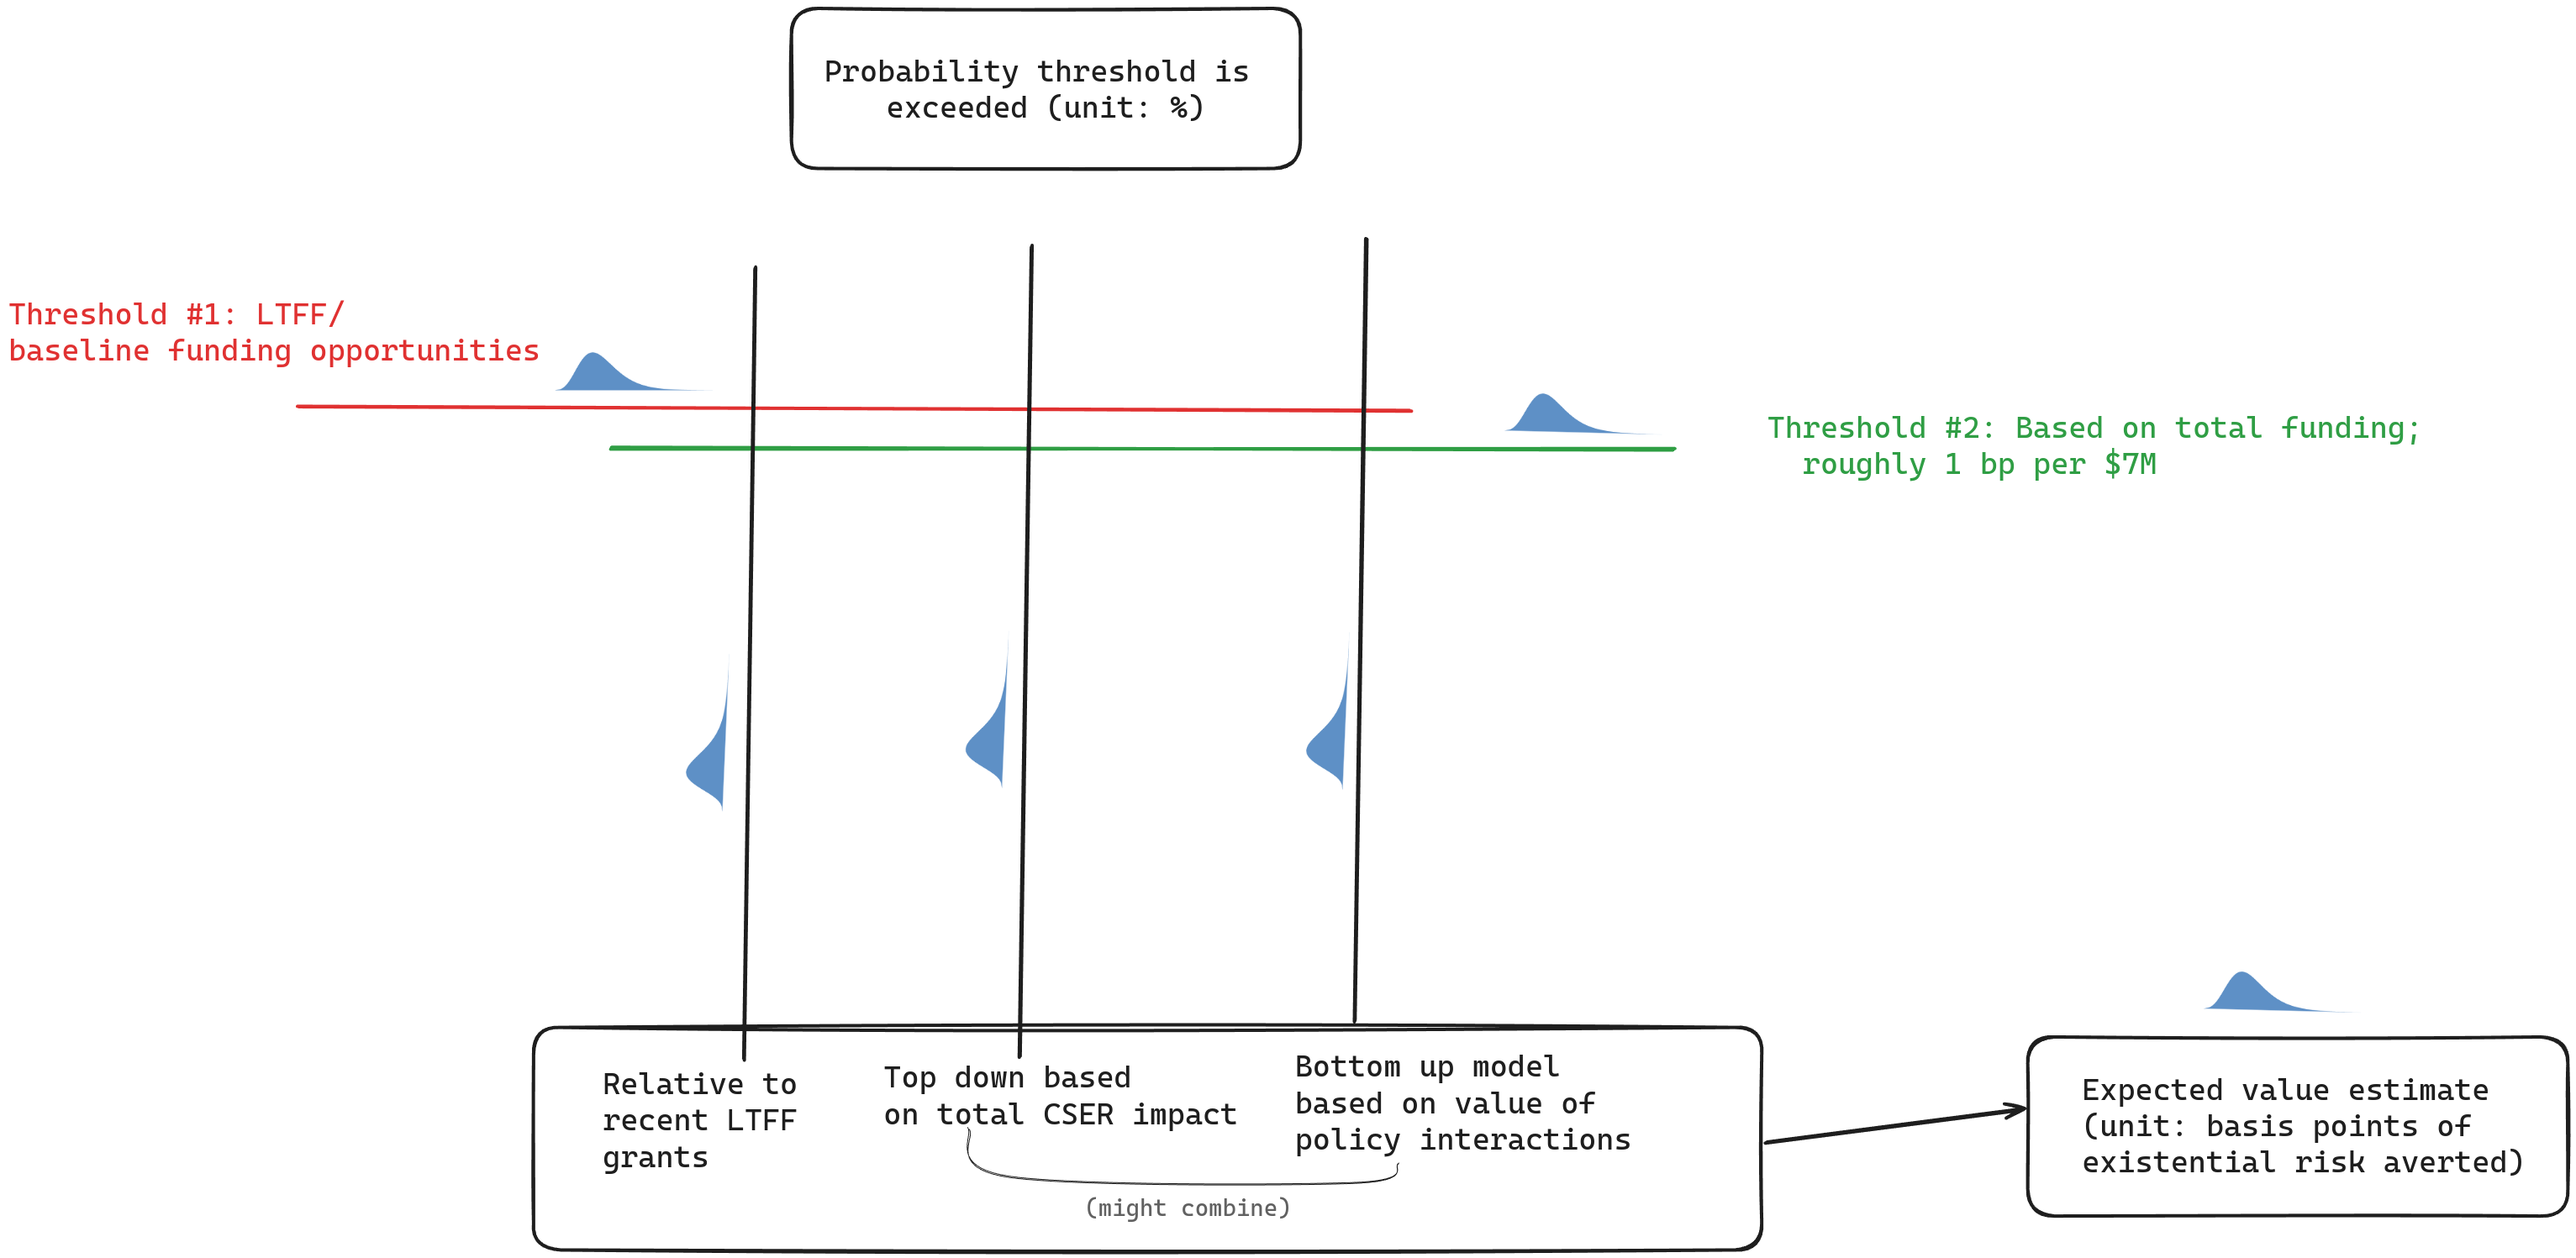 Probability threshold is
exceeded (unit: %)
Threshold #1: LTFF/
baseline funding opportunities
Threshold #2: Based on total funding;
roughly 1 bp per $7M
Relative to
recent LTFF
grants
Top down based
on total CSER impact
Bottom up model
based on value of
policy interactions
(might combine)
Expected value estimate
(unit: basis points of
existential risk averted)